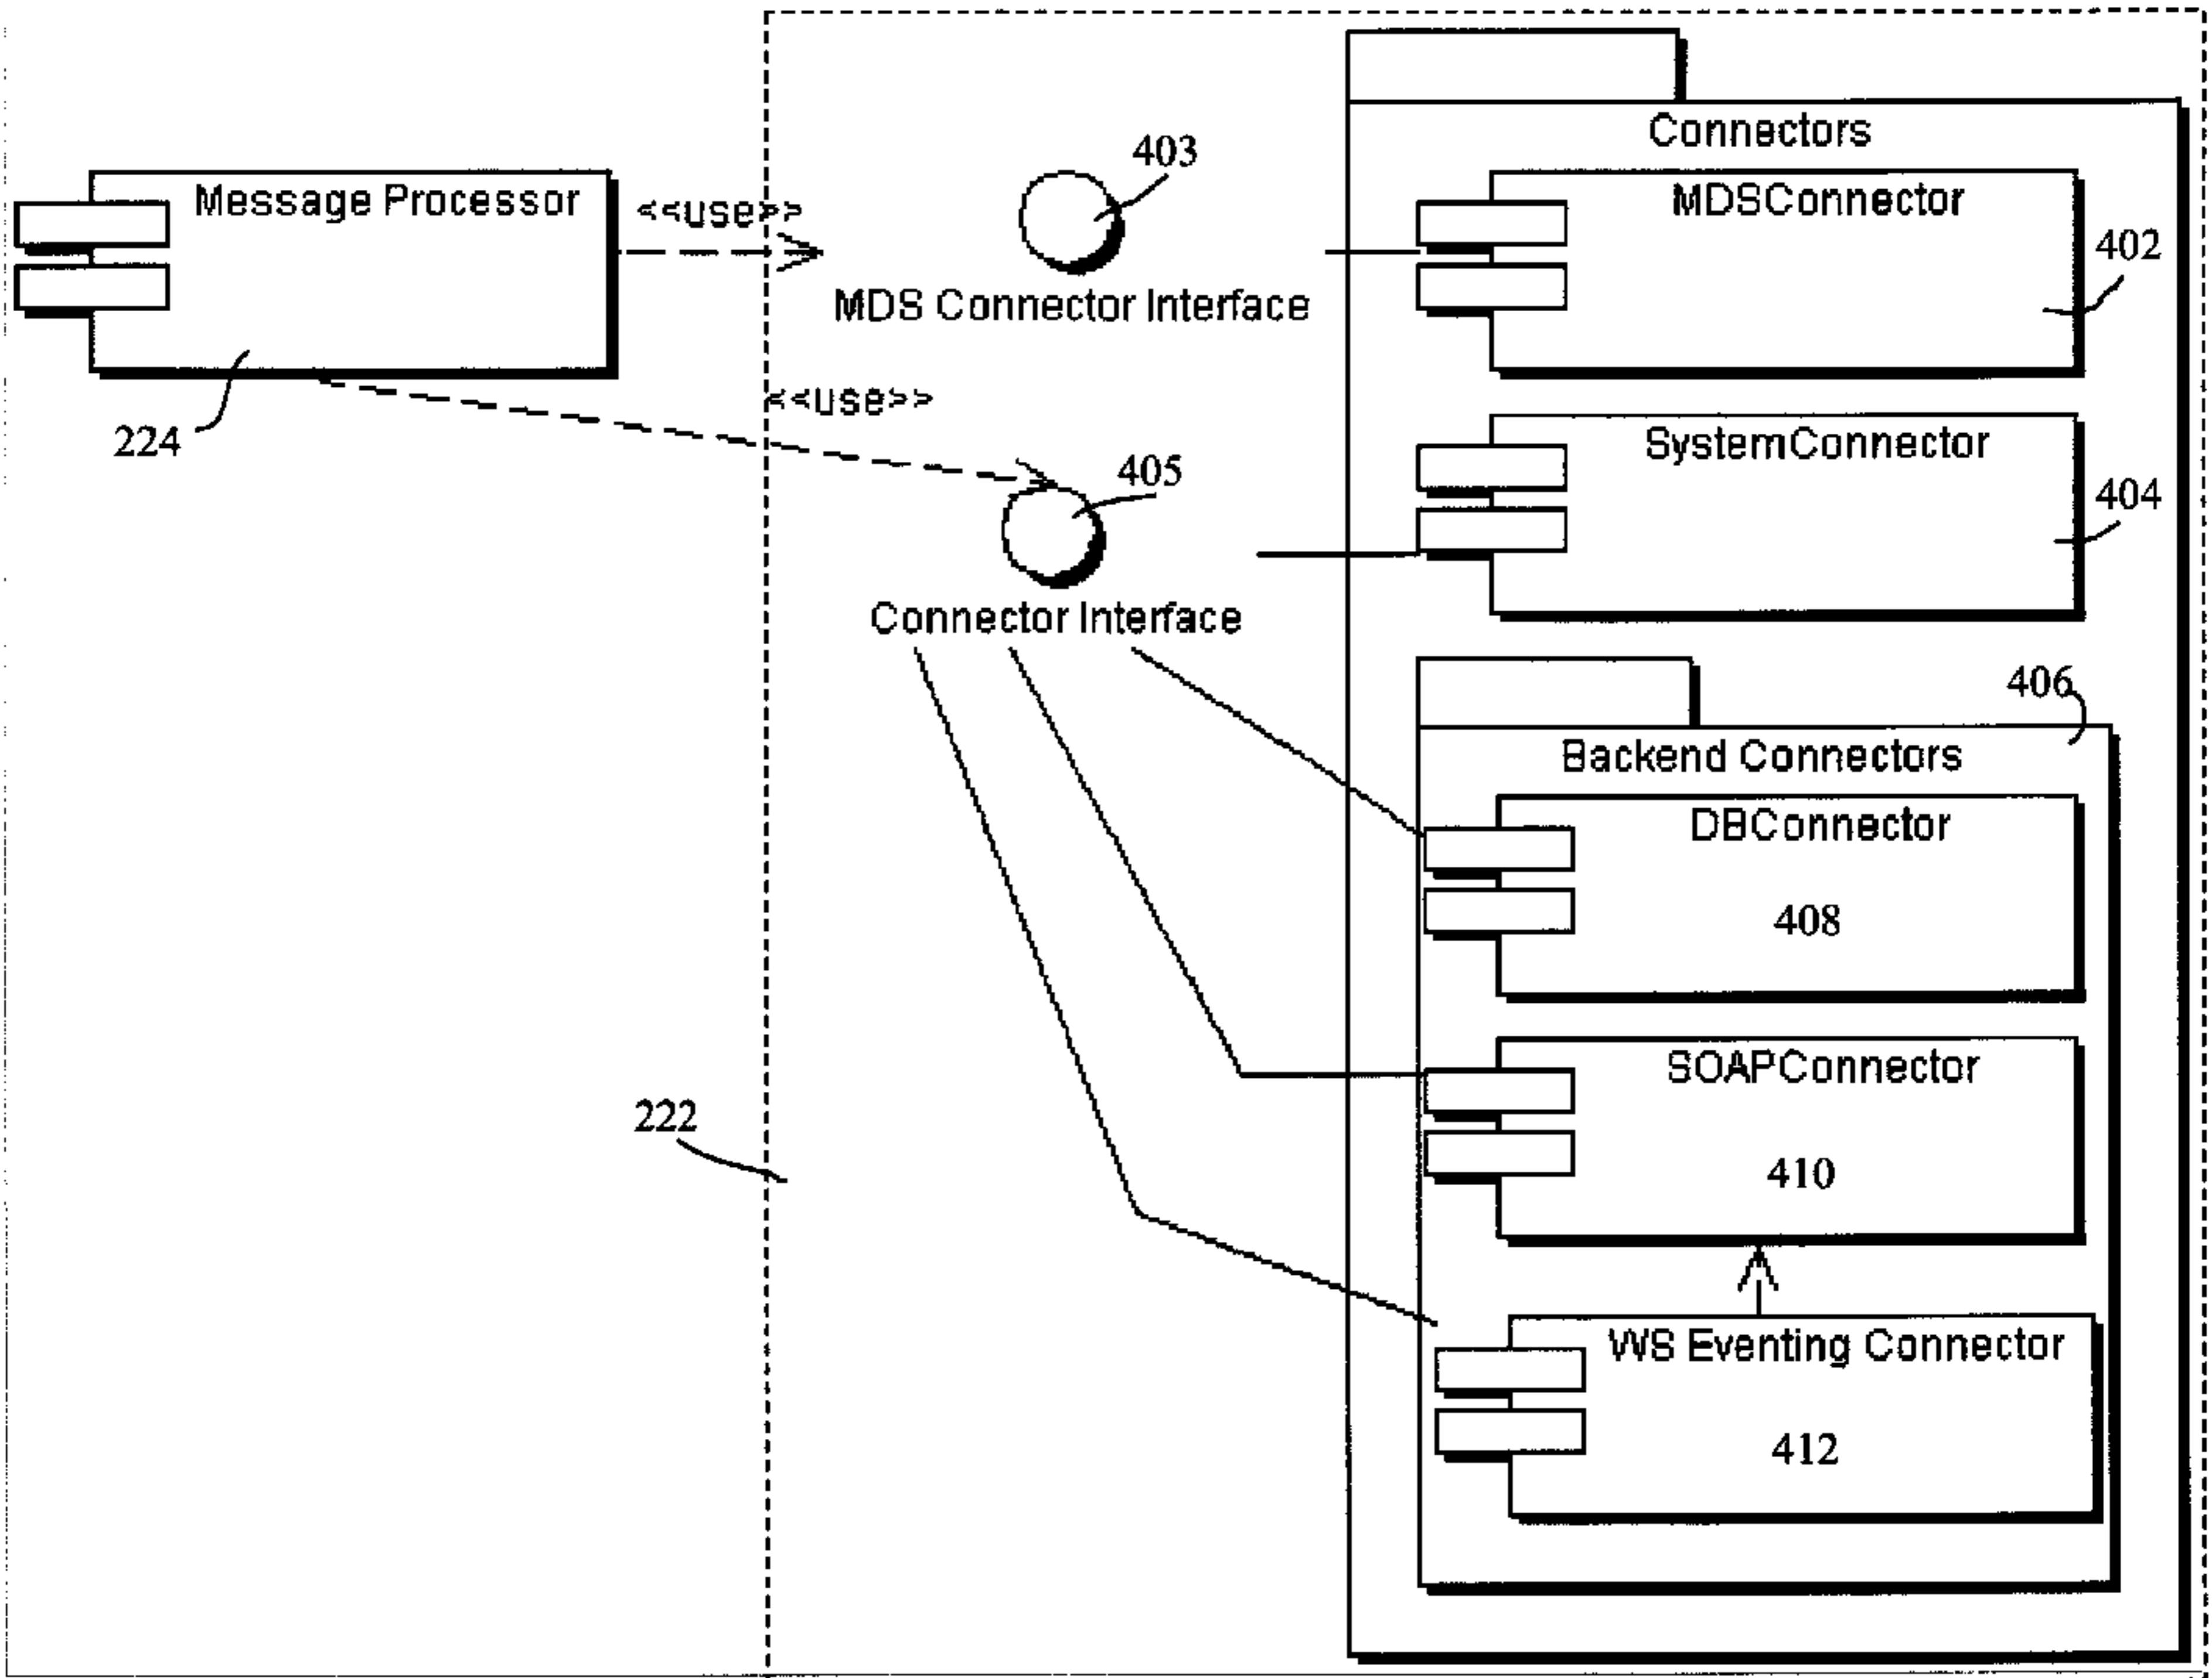 Connectors
403
Message Processor
<<use>>
MDSConnector
402
MDS Connector Interface
<<use>>
224
SystemConnector
405
404
Connector Interface
406
Backend Connectors
DBConnector
408
SOAPConnector
222
410
WS Eventing Connector
412